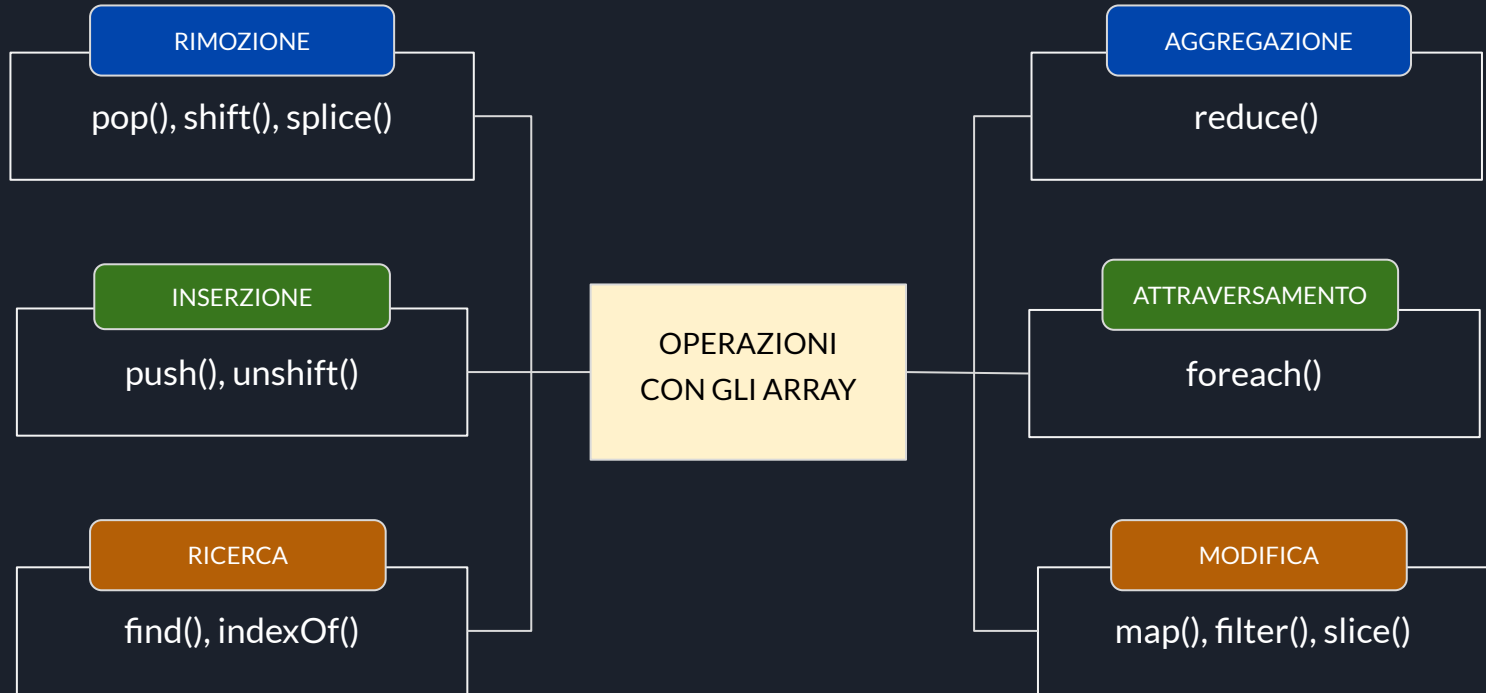 RIMOZIONE
pop(), shift(), splice()
INSERZIONE
push(), unshift()
RICERCA
find(), indexOf()
OPERAZIONI
CON GLI ARRAY
AGGREGAZIONE
reduce()
ATTRAVERSAMENTO
foreach()
MODIFICA
map(), filter(), slice()